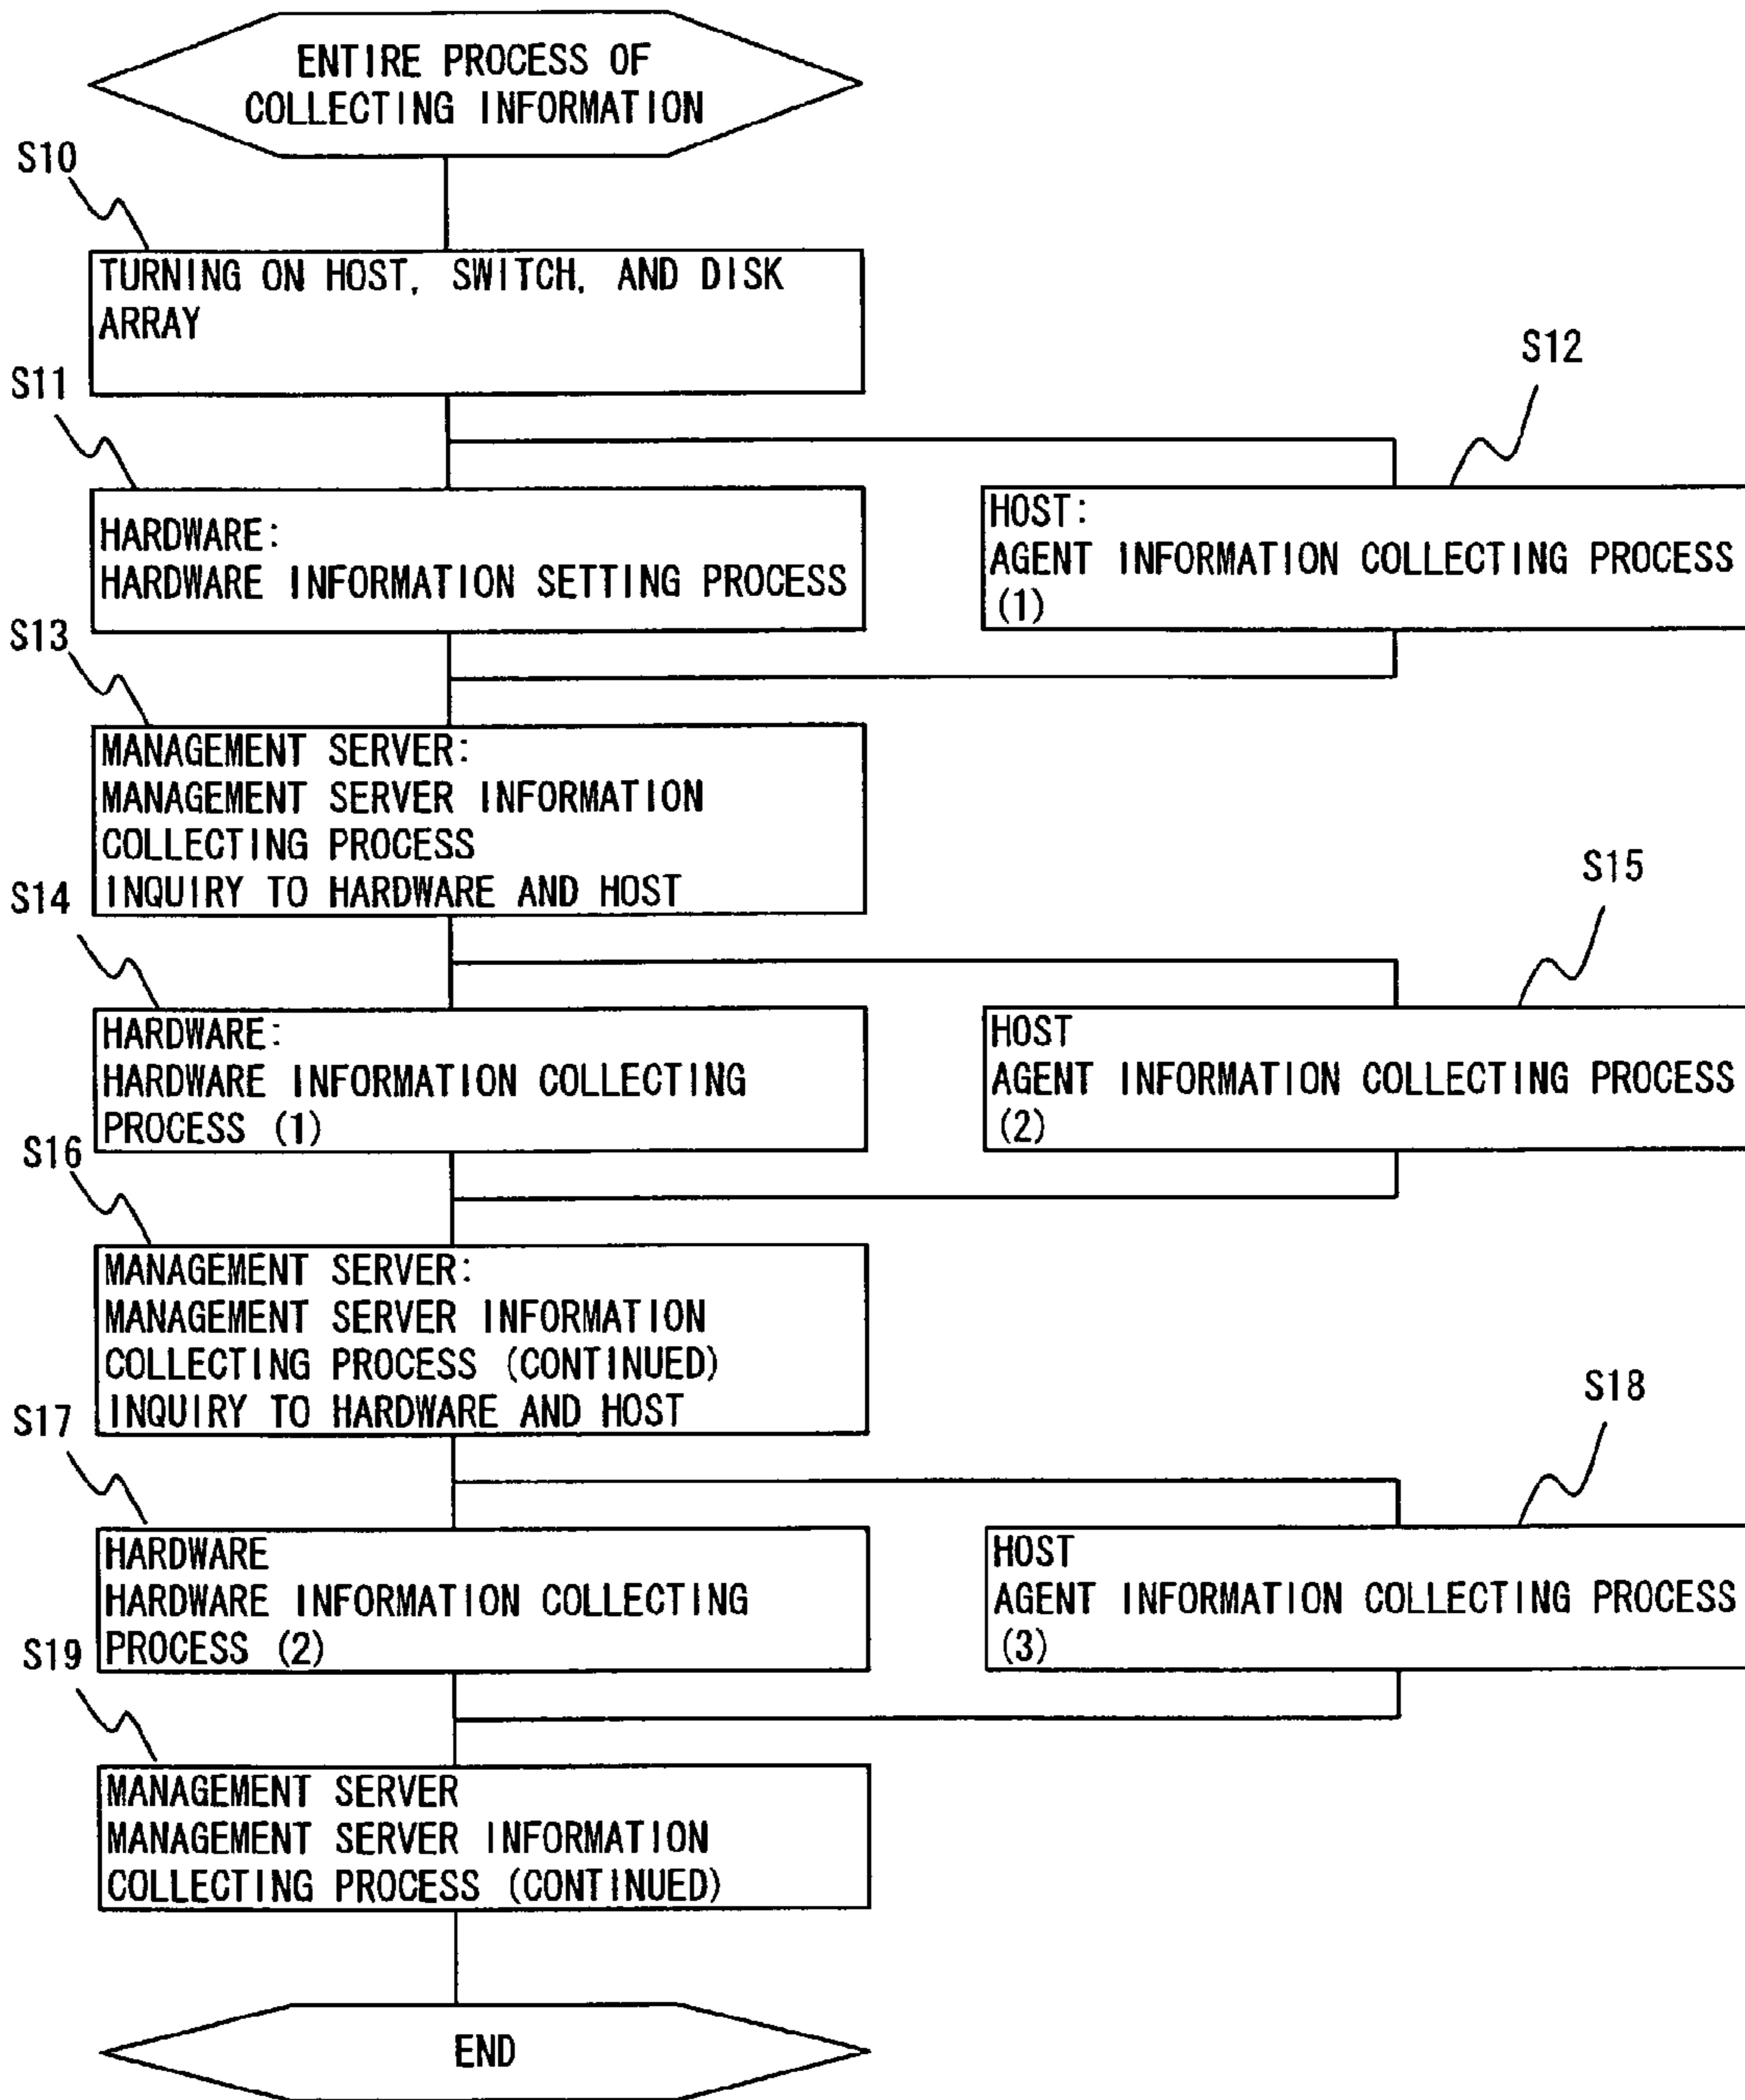 ENTIRE PROCESS OF
COLLECTING INFORMATION
S10
TURNING ON HOST, SWITCH, AND DISK
ARRAY
S11
HARDWARE:
HARDWARE INFORMATION SETTING PROCESS
S12
HOST:
AGENT INFORMATION COLLECTING PROCESS
(1)
S13
MANAGEMENT SERVER:
MANAGEMENT SERVER INFORMATION
COLLECTING PROCESS
INQUIRY TO HARDWARE AND HOST
S14
HARDWARE:
HARDWARE INFORMATION COLLECTING
PROCESS (1)
S15
HOST
AGENT INFORMATION COLLECTING PROCESS
(2)
S16
MANAGEMENT SERVER:
MANAGEMENT SERVER INFORMATION
COLLECTING PROCESS (CONTINUED)
INQUIRY TO HARDWARE AND HOST
S17
HARDWARE
HARDWARE INFORMATION COLLECTING
PROCESS (2)
S18
HOST
AGENT INFORMATION COLLECTING PROCESS
(3)
S19
MANAGEMENT SERVER
MANAGEMENT SERVER INFORMATION
COLLECTING PROCESS (CONTINUED)
END